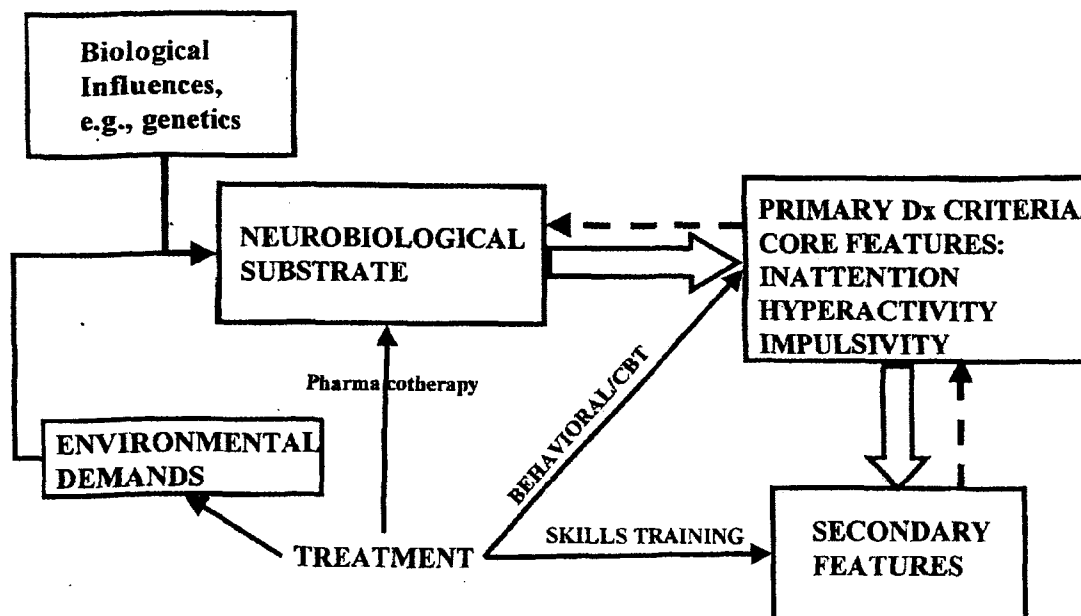 Biological
Influences,
e.g., genetics
NEUROBIOLOGICAL
SUBSTRATE
PRIMARY Dx CRITERIA
CORE FEATURES:
INATTENTION
HYPERACTIVITY
IMPULSIVITY
Pharmacotherapy
BEHAVIORAL/CBT
ENVIRONMENTAL
DEMANDS
TREATMENT
SKILLS TRAINING
SECONDARY
FEATURES